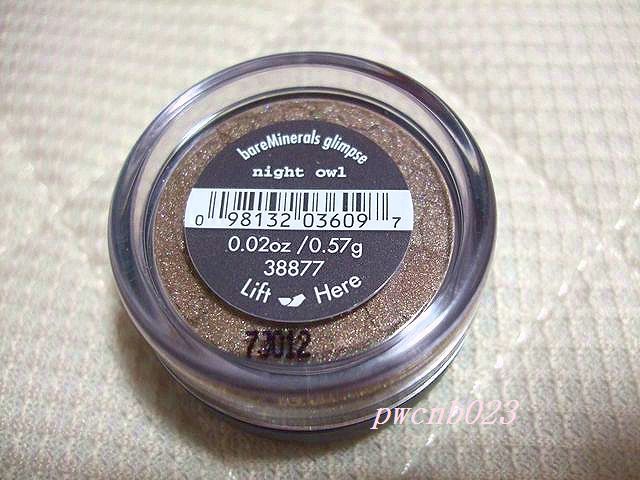 bareMinerals glimpse
night owl
0 98132 03609 7
0.02oz /0.57g
38877
Lift Here
73012
pwcnb023